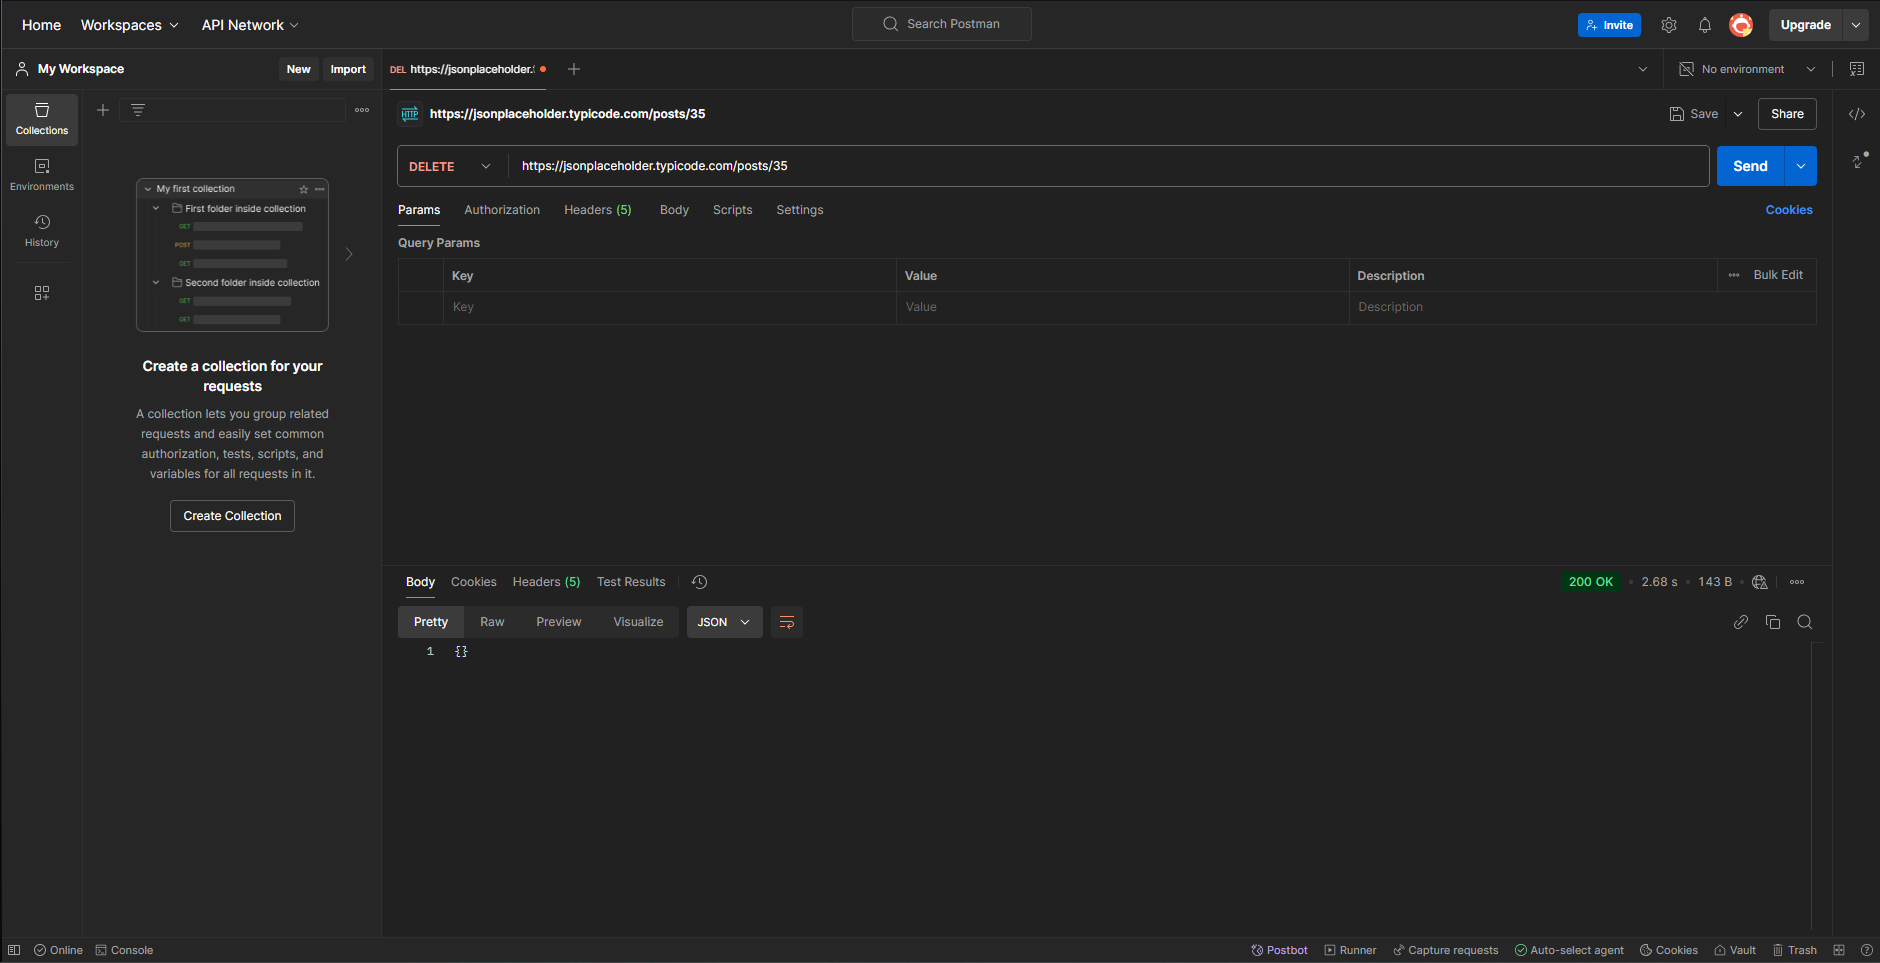 Home Workspaces API Network Search Postman Invite Upgrade
My Workspace New Import DEL https://jsonplaceholder. No environment
Collections
Environments
History
My first collection
First folder inside collection
GET
POST
GET
Second folder inside collection
GET
GET
Create a collection for your
requests
A collection lets you group related
requests and easily set common
authorization, tests, scripts, and
variables for all requests in it.
Create Collection
HTTP https://jsonplaceholder.typicode.com/posts/35 Save Share
DELETE https://jsonplaceholder.typicode.com/posts/35 Send
Params Authorization Headers (5) Body Scripts Settings Cookies
Query Params
Key Value Description Bulk Edit
Key Value Description
Body Cookies Headers (5) Test Results 200 OK • 2.68 s • 143 B •
Pretty Raw Preview Visualize JSON
1 {}
Online Console Postbot Runner Capture requests Auto-select agent Cookies Vault Trash